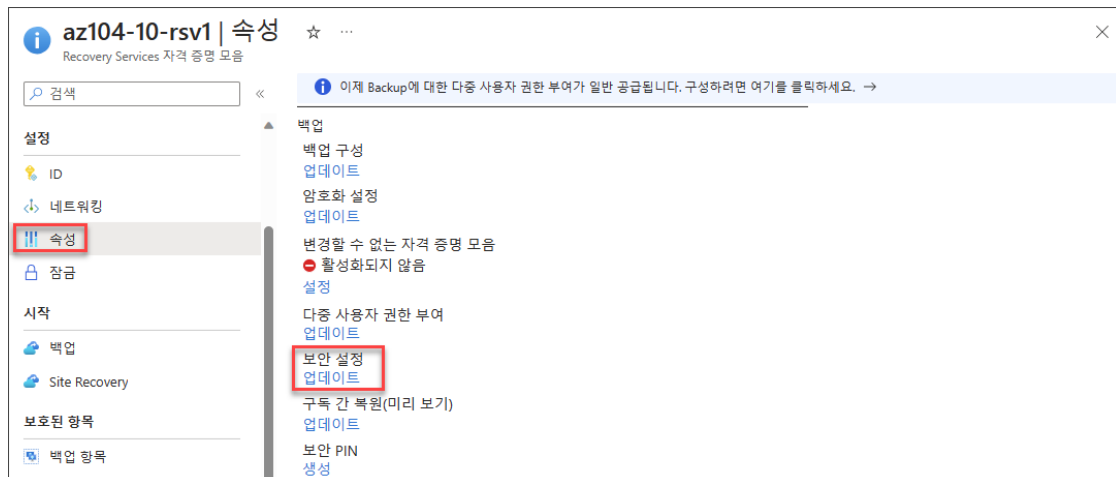 az104-10-rsv1 | 속성
Recovery Services 자격 증명 모음
검색
설정
ID
네트워킹
속성
잠금
시작
백업
Site Recovery
보호된 항목
백업 항목
이제 Backup에 대한 다중 사용자 권한 부여가 일반 공급됩니다. 구성하려면 여기를 클릭하세요. →
백업
백업 구성
업데이트
암호화 설정
업데이트
변경할 수 없는 자격 증명 모음
활성화되지 않음
설정
다중 사용자 권한 부여
업데이트
보안 설정
업데이트
구독 간 복원(미리 보기)
업데이트
보안 PIN
생성